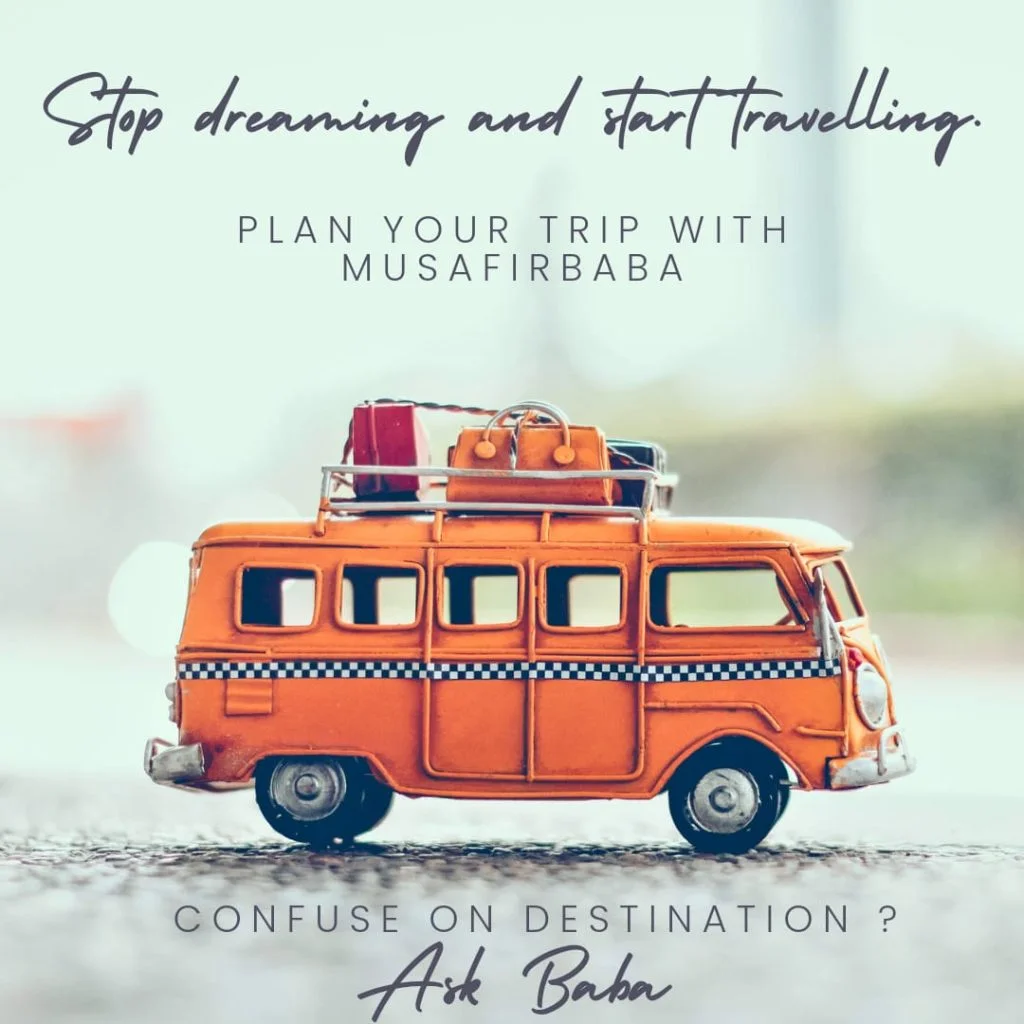 Stop dreaming and start travelling.
PLAN YOUR TRIP WITH
MUSAFIRBABA
CONFUSE ON DESTINATION ?
Ask Baba